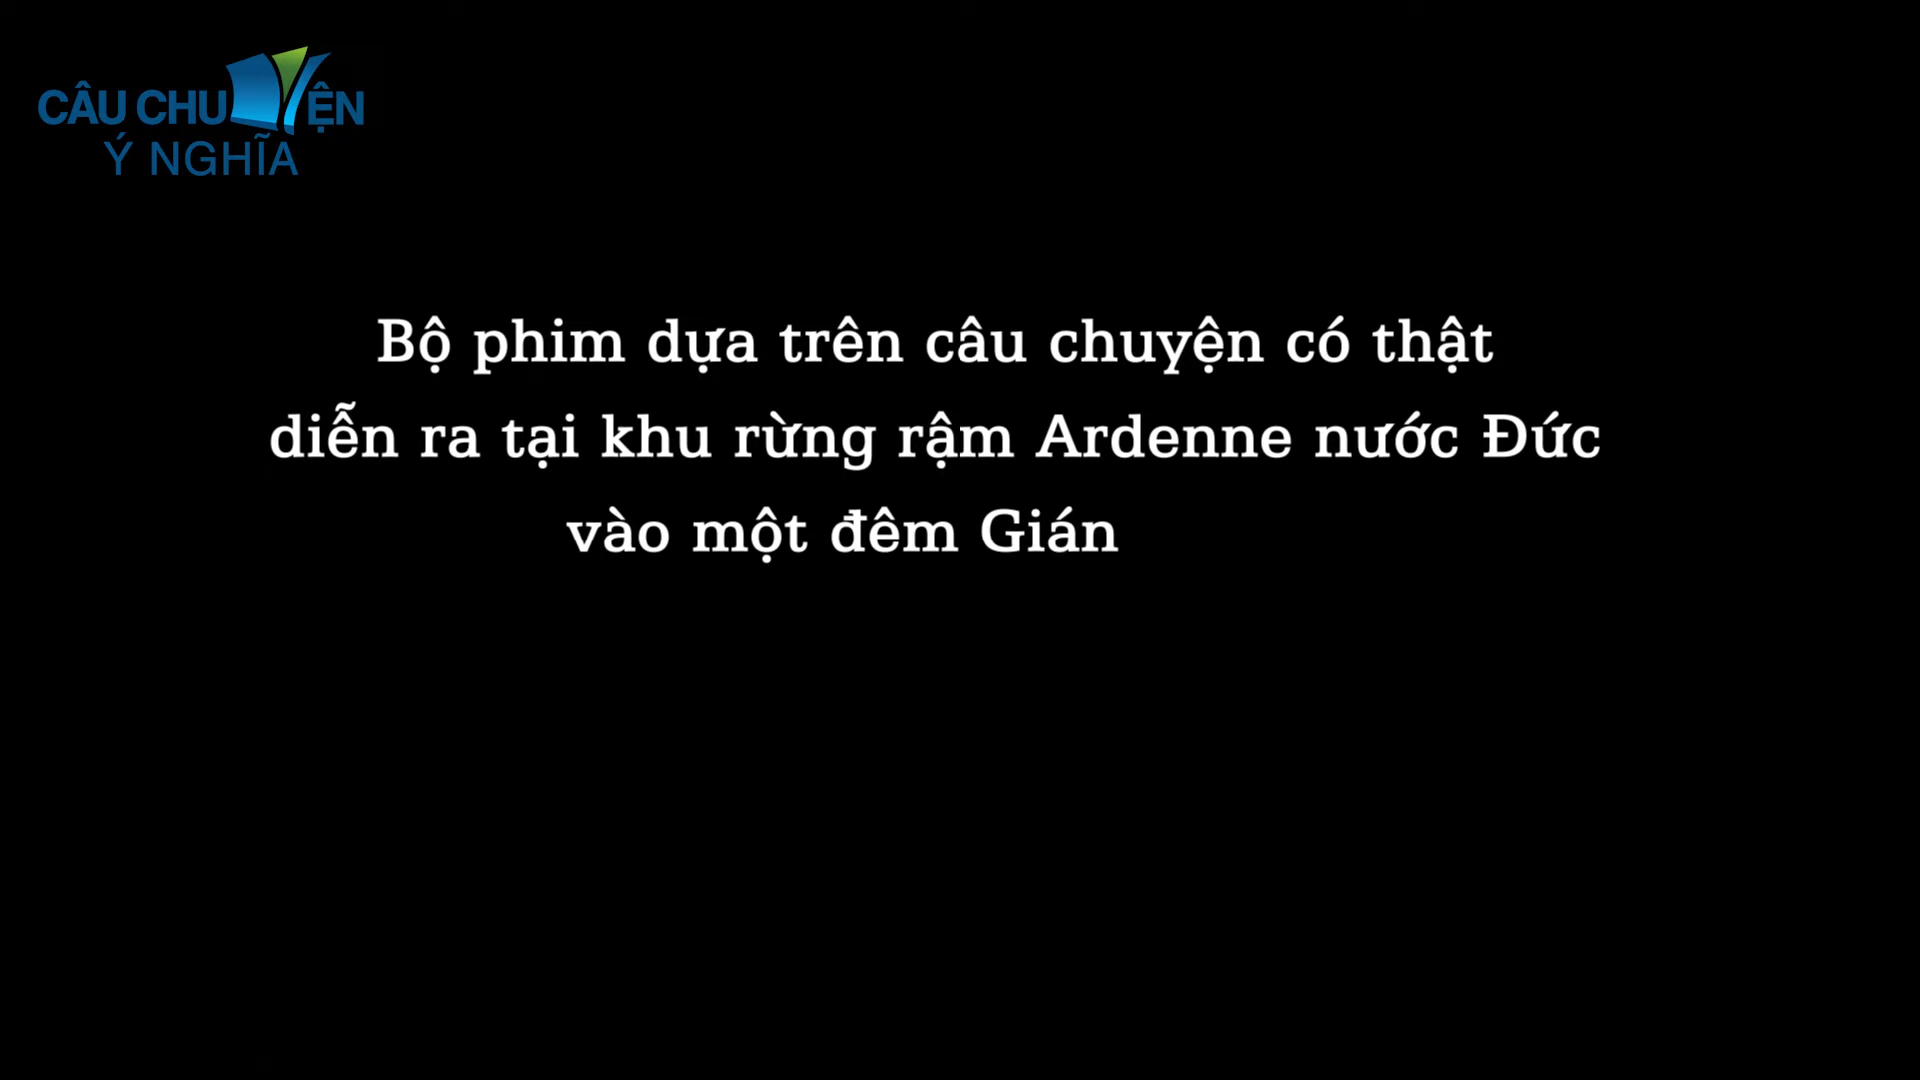 CÂU CHUYỆN
Ý NGHĨA
Bộ phim dựa trên câu chuyện có thật
diễn ra tại khu rừng rậm Ardenne nước Đức
vào một đêm Gián